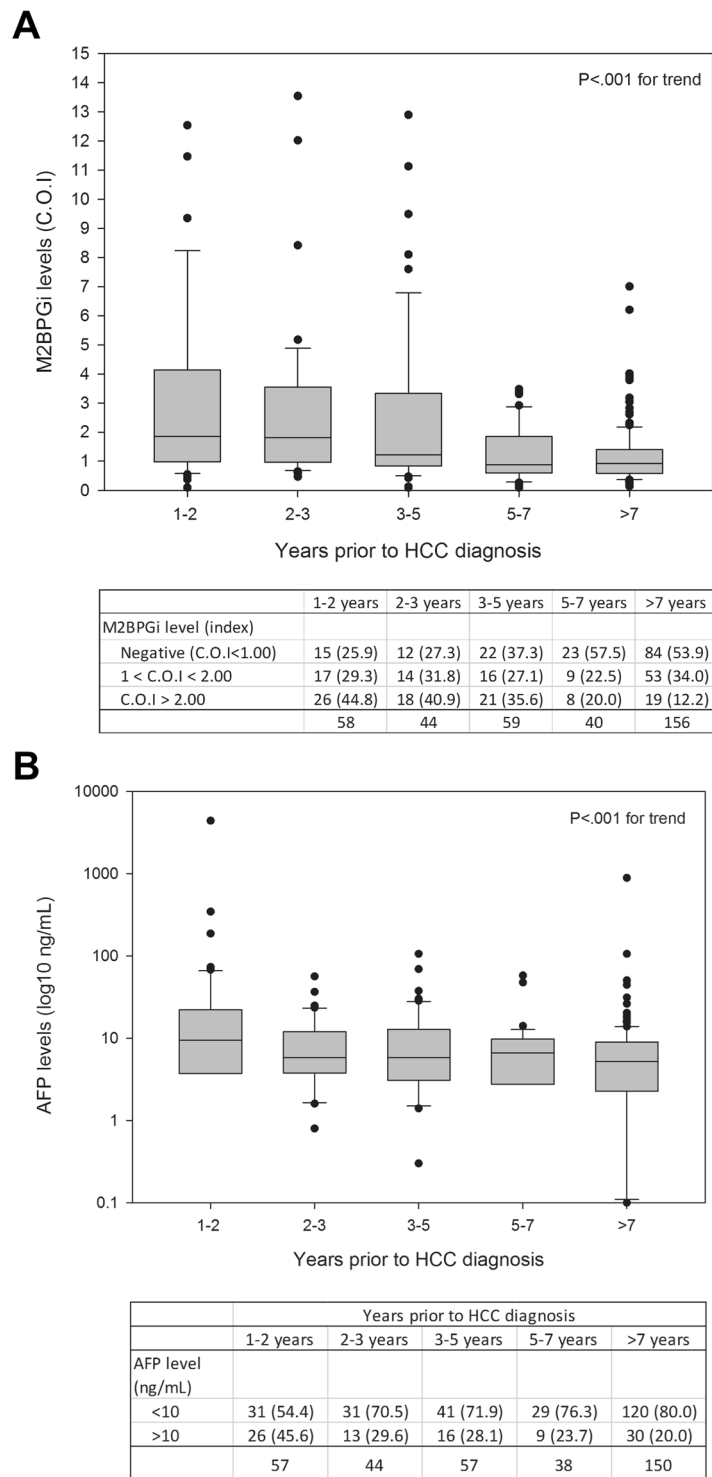 A
P<.001 for trend
15
14
13
12
11
10
9
8
7
6
5
4
3
2
1
0
M2BPGi levels (C.O.I)
1-2 2-3 3-5 5-7 >7
Years prior to HCC diagnosis
1-2 years 2-3 years 3-5 years 5-7 years >7 years
M2BPGi level (index)
Negative (C.O.I<1.00) 15 (25.9) 12 (27.3) 22 (37.3) 23 (57.5) 84 (53.9)
1 < C.O.I < 2.00 17 (29.3) 14 (31.8) 16 (27.1) 9 (22.5) 53 (34.0)
C.O.I > 2.00 26 (44.8) 18 (40.9) 21 (35.6) 8 (20.0) 19 (12.2)
58 44 59 40 156
B
P<.001 for trend
10000
1000
100
10
1
0.1
AFP levels (log10 ng/mL)
1-2 2-3 3-5 5-7 >7
Years prior to HCC diagnosis
Years prior to HCC diagnosis
1-2 years 2-3 years 3-5 years 5-7 years >7 years
AFP level
(ng/mL)
<10 31 (54.4) 31 (70.5) 41 (71.9) 29 (76.3) 120 (80.0)
>10 26 (45.6) 13 (29.6) 16 (28.1) 9 (23.7) 30 (20.0)
57 44 57 38 150